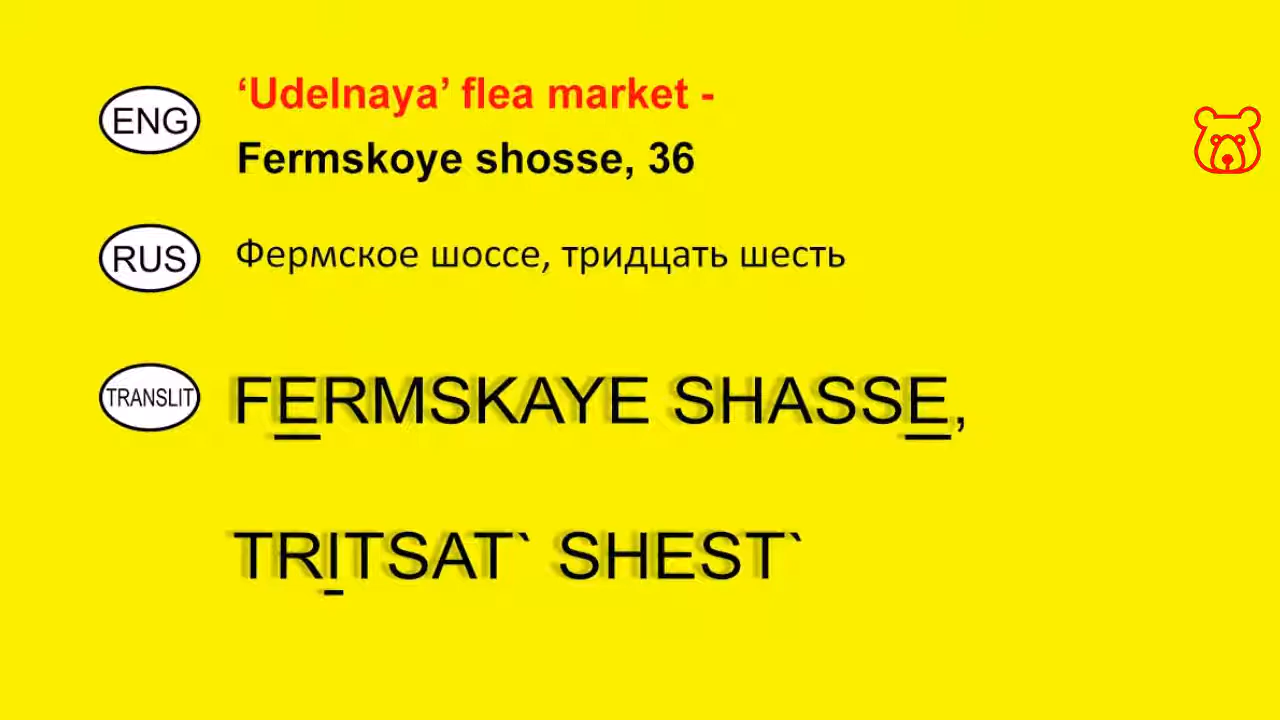 ENG
‘Udelnaya’ flea market -
Fermskoye shosse, 36
RUS
Фермское шоссе, тридцать шесть
TRANSLIT
FERMSKAYE SHASSE,
TRITSAT` SHEST`